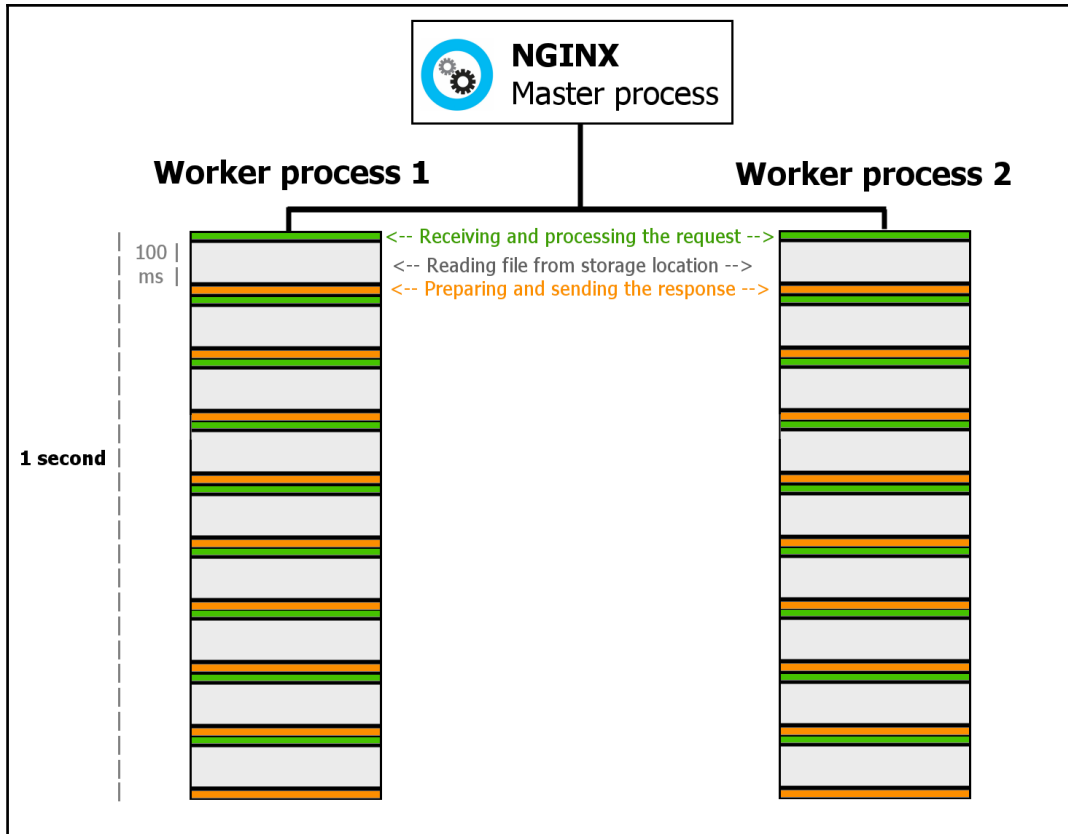 NGINX
Master process
Worker process 1
Worker process 2
<-- Receiving and processing the request -->
100 |
ms |
<-- Reading file from storage location -->
<-- Preparing and sending the response -->
1 second